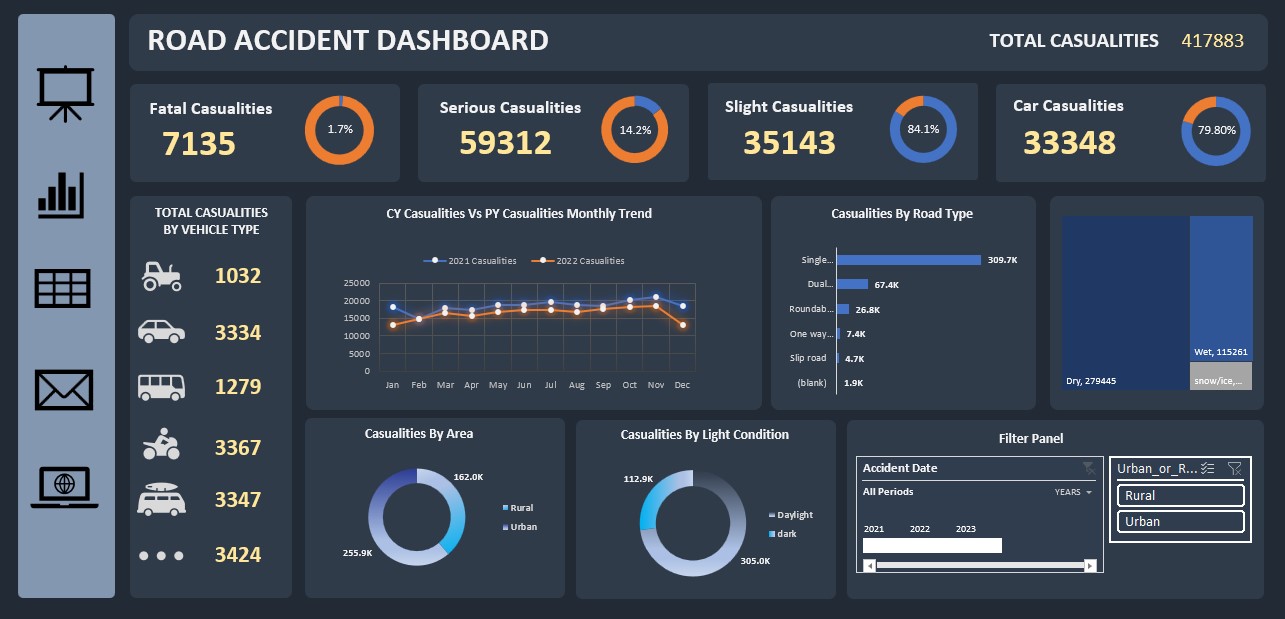 ROAD ACCIDENT DASHBOARD
TOTAL CASUALITIES 417883
Fatal Casualities
7135
1.7%
Serious Casualities
59312
14.2%
Slight Casualities
35143
84.1%
Car Casualities
33348
79.80%
TOTAL CASUALITIES
BY VEHICLE TYPE
1032
3334
1279
3367
3347
3424
CY Casualities Vs PY Casualities Monthly Trend
2021 Casualities 2022 Casualities
25000
20000
15000
10000
5000
0
Jan Feb Mar Apr May Jun Jul Aug Sep Oct Nov Dec
Casualities By Road Type
Single... 309.7K
Dual... 67.4K
Roundab... 26.8K
One way... 7.4K
Slip road 4.7K
(blank) 1.9K
Dry, 279445
Wet, 115261
snow/ice,...
Casualities By Area
162.0K
255.9K
Rural
Urban
Casualities By Light Condition
112.9K
305.0K
Daylight
dark
Filter Panel
Accident Date
All Periods YEARS
2021 2022 2023
Urban_or_R...
Rural
Urban